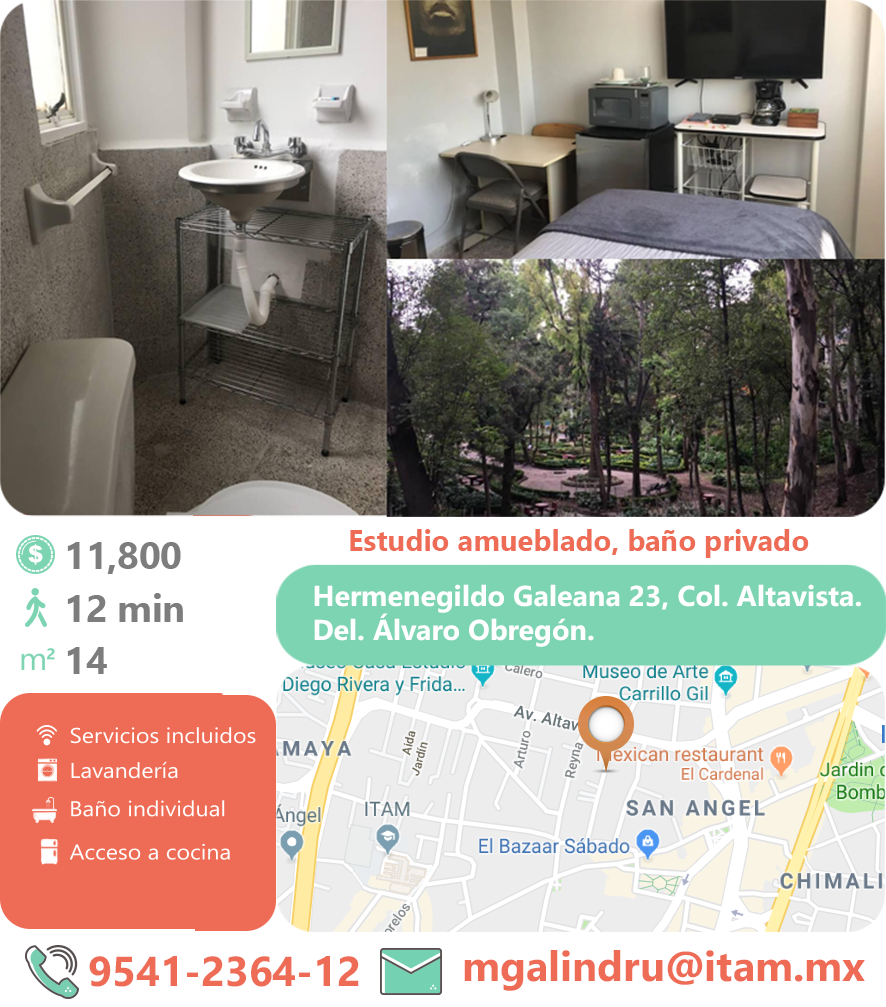 11,800
12 min
m² 14
Servicios incluidos
Lavandería
Baño individual
Acceso a cocina
Estudio amueblado, baño privado
Hermenegildo Galeana 23, Col. Altavista.
Del. Álvaro Obregón.
Diego Rivera y Frida...
Calero
Museo de Arte
Carrillo Gil
Av. Altav
Aida
Jardín
Arturo
Reyna
AMAYA
exican restaurant
El Cardenal
Jardin d
Bomb
SAN ANGEL
Ángel
ITAM
El Bazaar Sábado
CHIMALI
orelos
9541-2364-12
mgalindru@itam.mx